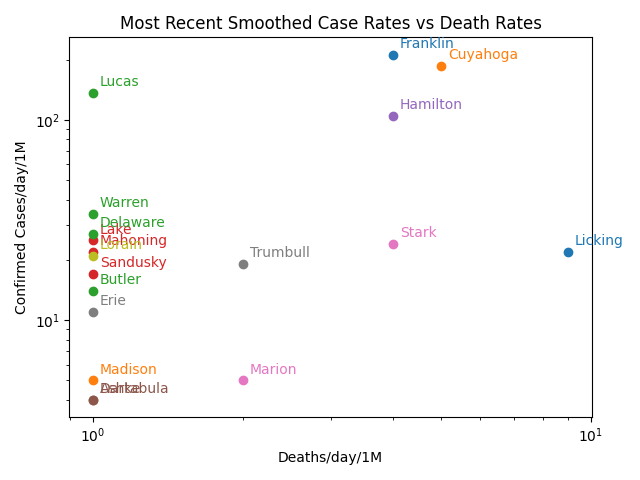 Most Recent Smoothed Case Rates vs Death Rates
Franklin
Cuyahoga
Lucas
Hamilton
Warren
Delaware
Lake
Mahoning
Lorain
Stark
Licking
Trumbull
Sandusky
Butler
Erie
Madison
Marion
Ashtabula
10²
10¹
Confirmed Cases/day/1M
10⁰
10¹
Deaths/day/1M